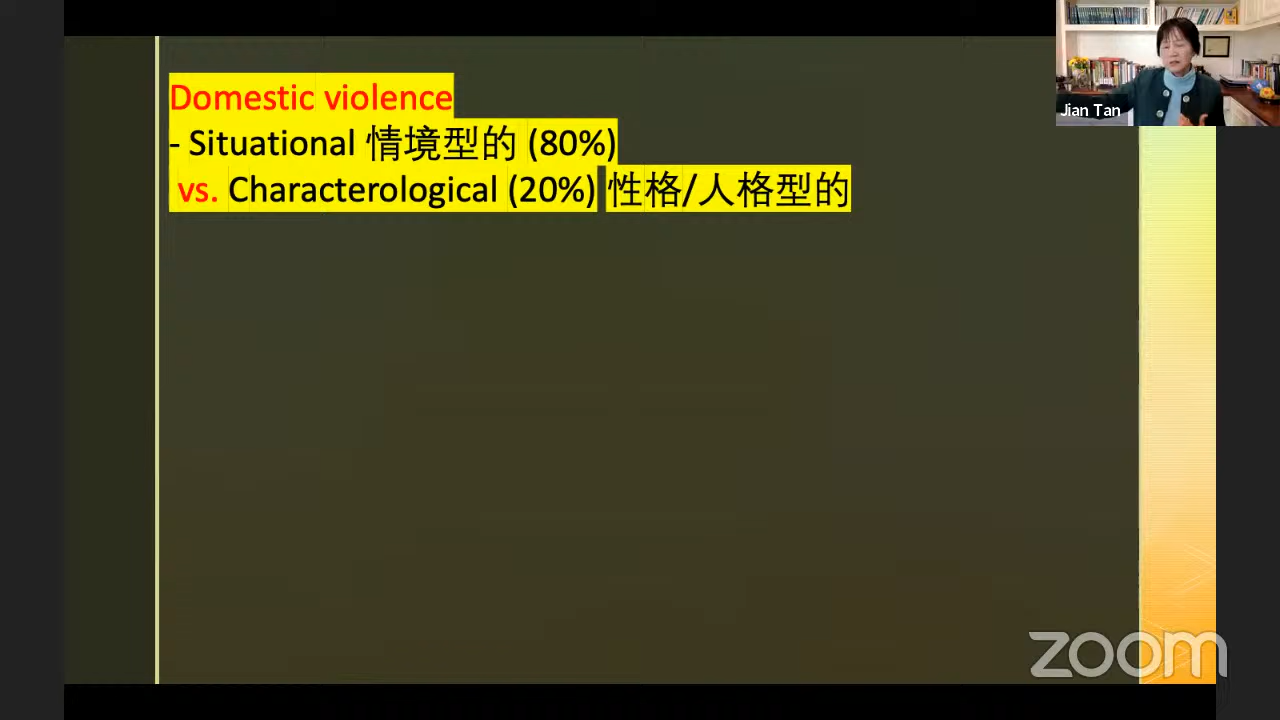 Domestic violence
- Situational 情境型的 (80%)
vs. Characterological (20%) 性格/人格型的
Jian Tan
zoom